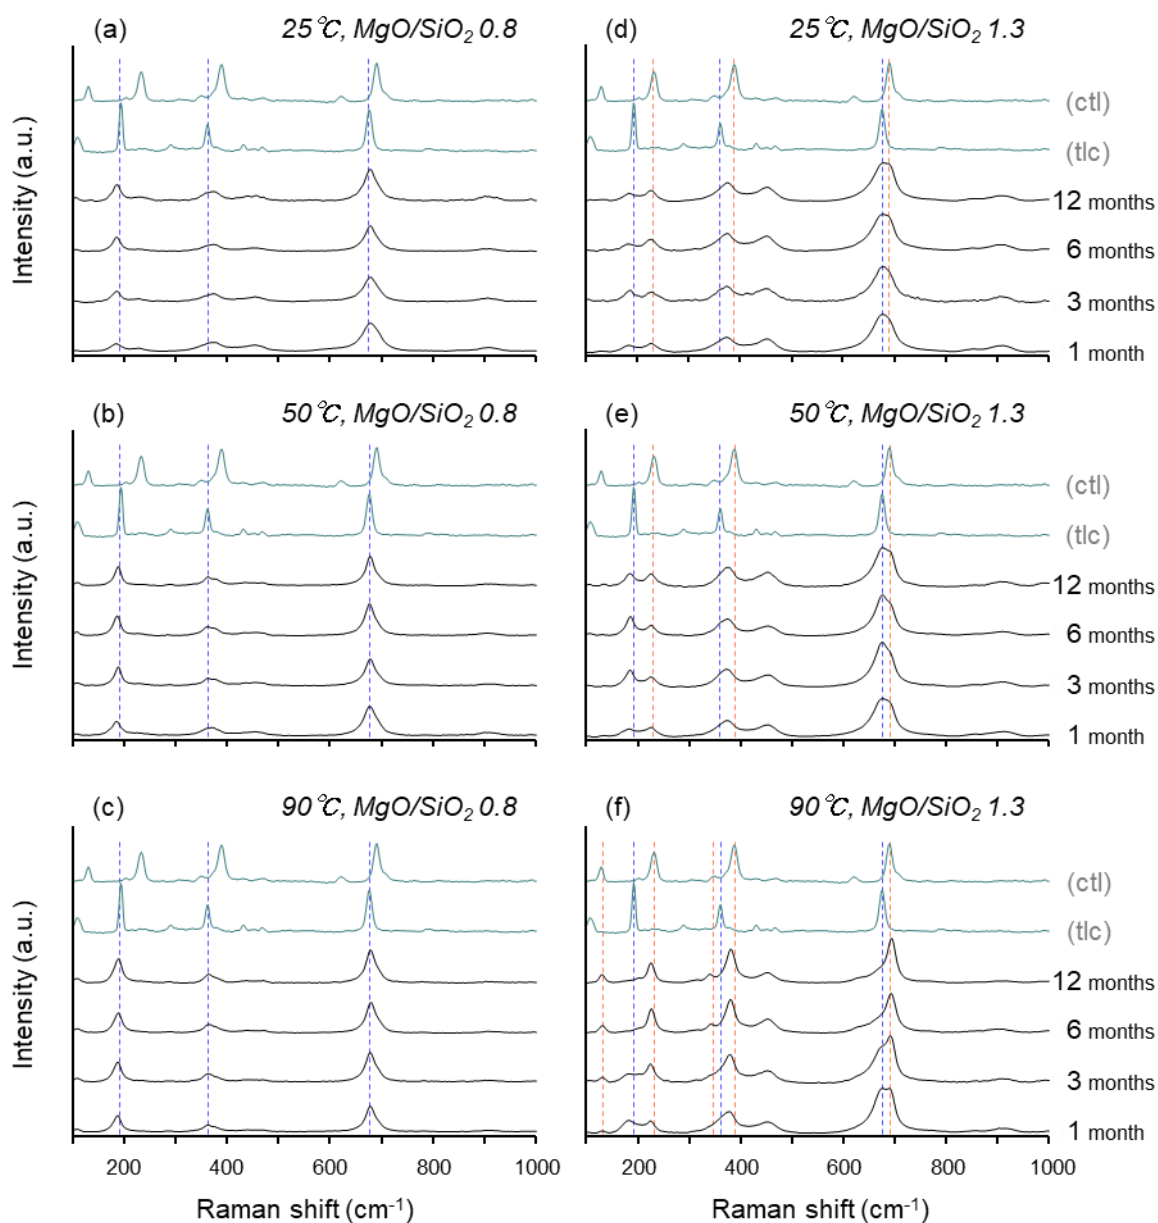 (a) 25℃, MgO/SiO₂ 0.8
(d) 25℃, MgO/SiO₂ 1.3
Intensity (a.u.)
(ctl)
(tlc)
12 months
6 months
3 months
1 month
(b) 50℃, MgO/SiO₂ 0.8
(e) 50℃, MgO/SiO₂ 1.3
Intensity (a.u.)
(ctl)
(tlc)
12 months
6 months
3 months
1 month
(c) 90℃, MgO/SiO₂ 0.8
(f) 90℃, MgO/SiO₂ 1.3
Intensity (a.u.)
(ctl)
(tlc)
12 months
6 months
3 months
1 month
200 400 600 800 1000
200 400 600 800 1000
Raman shift (cm⁻¹)
Raman shift (cm⁻¹)